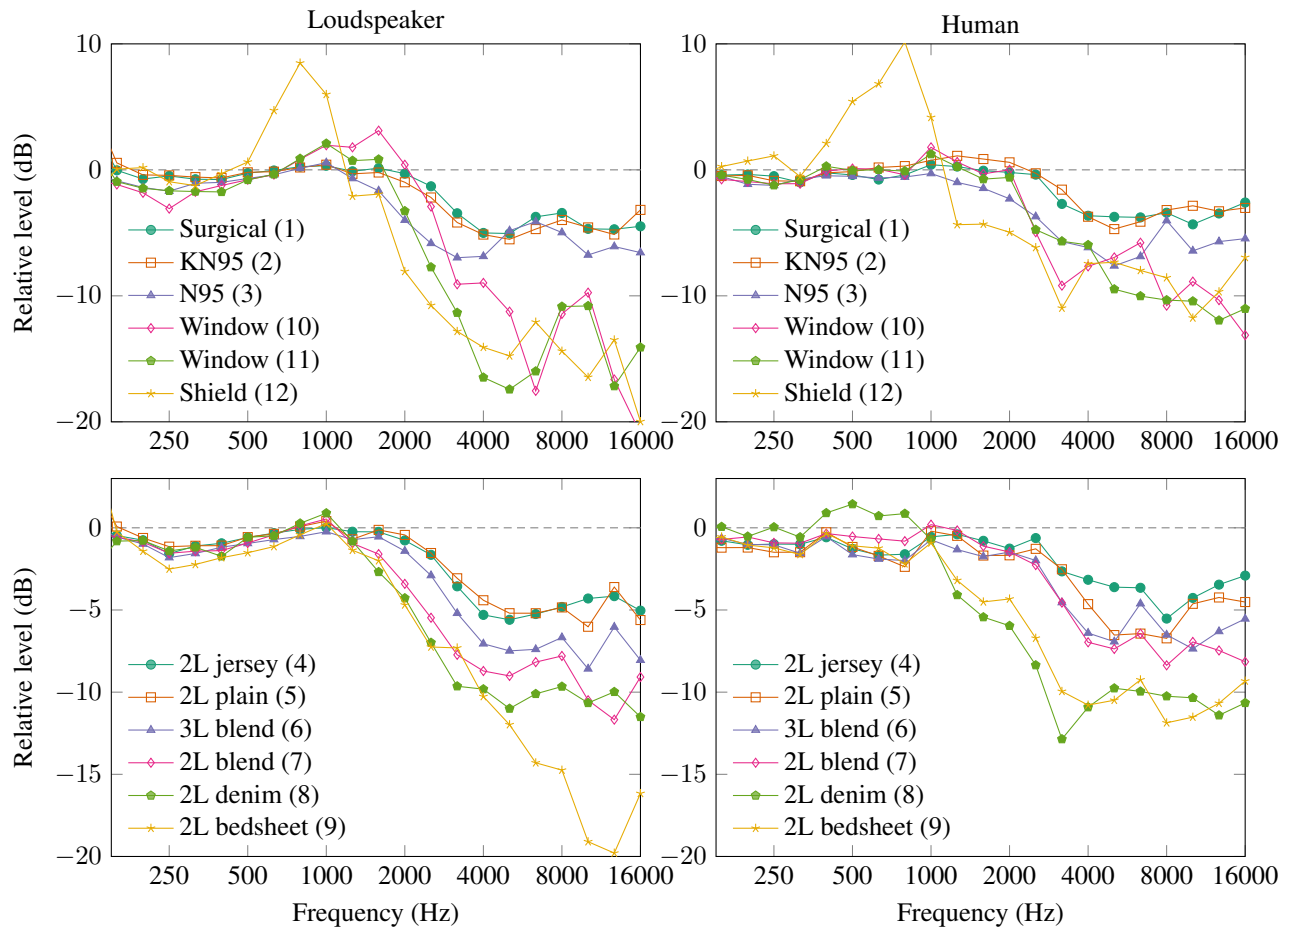 Loudspeaker
Human
Relative level (dB)
10
0
−10
−20
Surgical (1)
KN95 (2)
N95 (3)
Window (10)
Window (11)
Shield (12)
250 500 1000 2000 4000 8000 16000
10
0
−10
−20
Surgical (1)
KN95 (2)
N95 (3)
Window (10)
Window (11)
Shield (12)
250 500 1000 2000 4000 8000 16000
Relative level (dB)
0
−5
−10
−15
−20
2L jersey (4)
2L plain (5)
3L blend (6)
2L blend (7)
2L denim (8)
2L bedsheet (9)
250 500 1000 2000 4000 8000 16000
Frequency (Hz)
0
−5
−10
−15
−20
2L jersey (4)
2L plain (5)
3L blend (6)
2L blend (7)
2L denim (8)
2L bedsheet (9)
250 500 1000 2000 4000 8000 16000
Frequency (Hz)